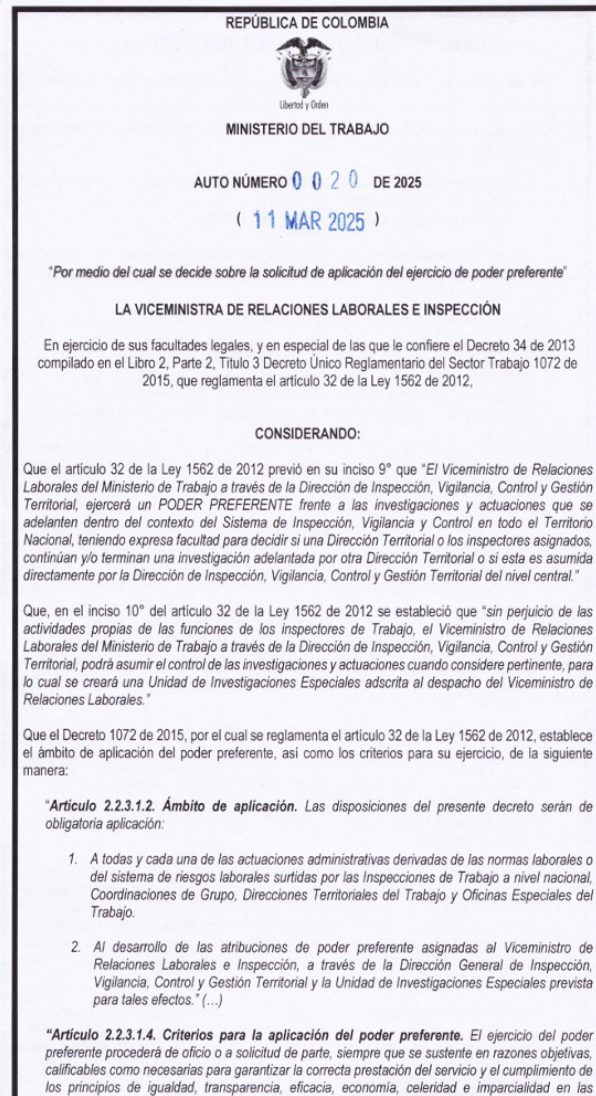 REPÚBLICA DE COLOMBIA
Libertad y Orden
MINISTERIO DEL TRABAJO
AUTO NÚMERO 0 0 2 0 DE 2025
( 11 MAR 2025 )
"Por medio del cual se decide sobre la solicitud de aplicación del ejercicio de poder preferente"
LA VICEMINISTRA DE RELACIONES LABORALES E INSPECCIÓN
En ejercicio de sus facultades legales, y en especial de las que le confiere el Decreto 34 de 2013
compilado en el Libro 2, Parte 2, Titulo 3 Decreto Único Reglamentario del Sector Trabajo 1072 de
2015, que reglamenta el artículo 32 de la Ley 1562 de 2012,
CONSIDERANDO:
Que el artículo 32 de la Ley 1562 de 2012 previó en su inciso 9° que "El Viceministro de Relaciones
Laborales del Ministerio de Trabajo a través de la Dirección de Inspección, Vigilancia, Control y Gestión
Territorial, ejercerá un PODER PREFERENTE frente a las investigaciones y actuaciones que se
adelanten dentro del contexto del Sistema de Inspección, Vigilancia y Control en todo el Territorio
Nacional, teniendo expresa facultad para decidir si una Dirección Territorial o los inspectores asignados,
continúan y/o terminan una investigación adelantada por otra Dirección Territorial o si esta es asumida
directamente por la Dirección de Inspección, Vigilancia, Control y Gestión Territorial del nivel central."
Que, en el inciso 10° del artículo 32 de la Ley 1562 de 2012 se estableció que "sin perjuicio de las
actividades propias de las funciones de los inspectores de Trabajo, el Viceministro de Relaciones
Laborales del Ministerio de Trabajo a través de la Dirección de Inspección, Vigilancia, Control y Gestión
Territorial, podrá asumir el control de las investigaciones y actuaciones cuando considere pertinente, para
lo cual se creará una Unidad de Investigaciones Especiales adscrita al despacho del Viceministro de
Relaciones Laborales."
Que el Decreto 1072 de 2015, por el cual se reglamenta el artículo 32 de la Ley 1562 de 2012, establece
el ámbito de aplicación del poder preferente, así como los criterios para su ejercicio, de la siguiente
manera:
"Artículo 2.2.3.1.2. Ámbito de aplicación. Las disposiciones del presente decreto serán de
obligatoria aplicación:
1. A todas y cada una de las actuaciones administrativas derivadas de las normas laborales o
del sistema de riesgos laborales surtidas por las Inspecciones de Trabajo a nivel nacional,
Coordinaciones de Grupo, Direcciones Territoriales del Trabajo y Oficinas Especiales del
Trabajo.
2. Al desarrollo de las atribuciones de poder preferente asignadas al Viceministro de
Relaciones Laborales e Inspección, a través de la Dirección General de Inspección,
Vigilancia, Control y Gestión Territorial y la Unidad de Investigaciones Especiales prevista
para tales efectos." (...)
"Artículo 2.2.3.1.4. Criterios para la aplicación del poder preferente. El ejercicio del poder
preferente procederá de oficio o a solicitud de parte, siempre que se sustente en razones objetivas,
calificables como necesarias para garantizar la correcta prestación del servicio y el cumplimiento de
los principios de igualdad, transparencia, eficacia, economía, celeridad e imparcialidad en las